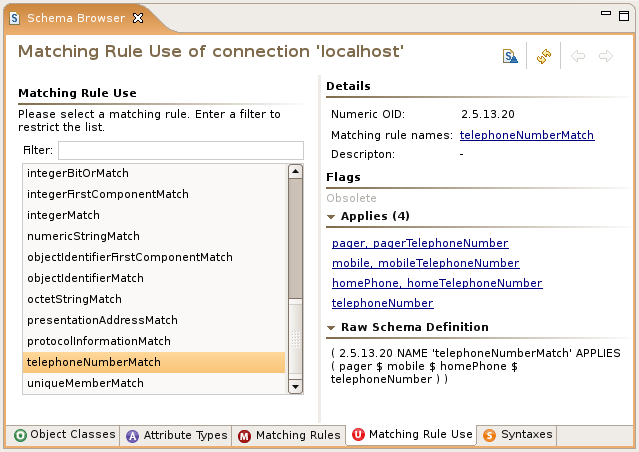 Schema Browser
Matching Rule Use of connection 'localhost'
Matching Rule Use
Please select a matching rule. Enter a filter to
restrict the list.
Filter:
integerBitOrMatch
integerFirstComponentMatch
integerMatch
numericStringMatch
objectIdentifierFirstComponentMatch
objectIdentifierMatch
octetStringMatch
presentationAddressMatch
protocolInformationMatch
telephoneNumberMatch
uniqueMemberMatch
Details
Numeric OID: 2.5.13.20
Matching rule names: telephoneNumberMatch
Descripton: -
Flags
Obsolete
Applies (4)
pager, pagerTelephoneNumber
mobile, mobileTelephoneNumber
homePhone, homeTelephoneNumber
telephoneNumber
Raw Schema Definition
( 2.5.13.20 NAME 'telephoneNumberMatch' APPLIES
( pager $ mobile $ homePhone $
telephoneNumber ) )
O Object Classes A Attribute Types M Matching Rules U Matching Rule Use S Syntaxes